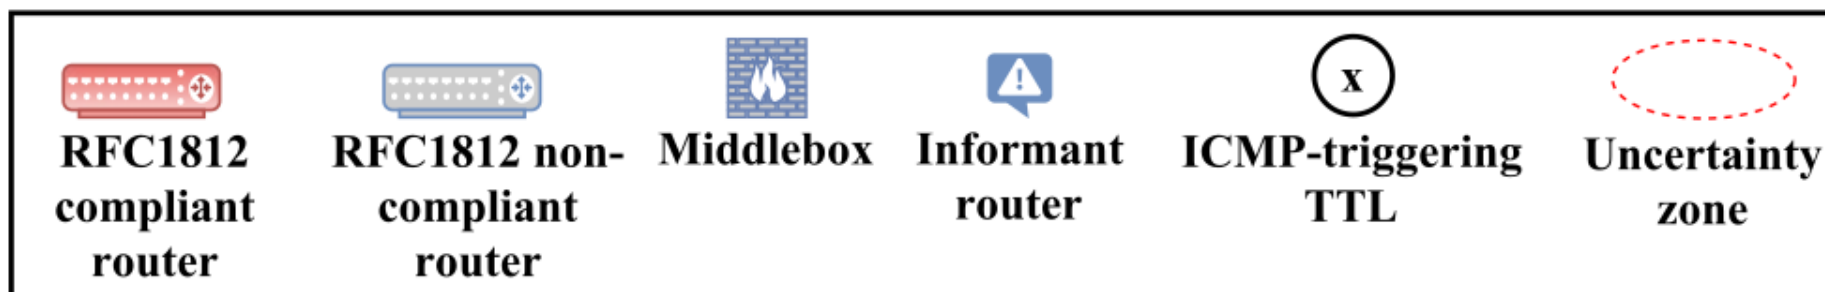 x
RFC1812
compliant
router
RFC1812 non-
compliant
router
Middlebox
Informant
router
ICMP-triggering
TTL
Uncertainty
zone